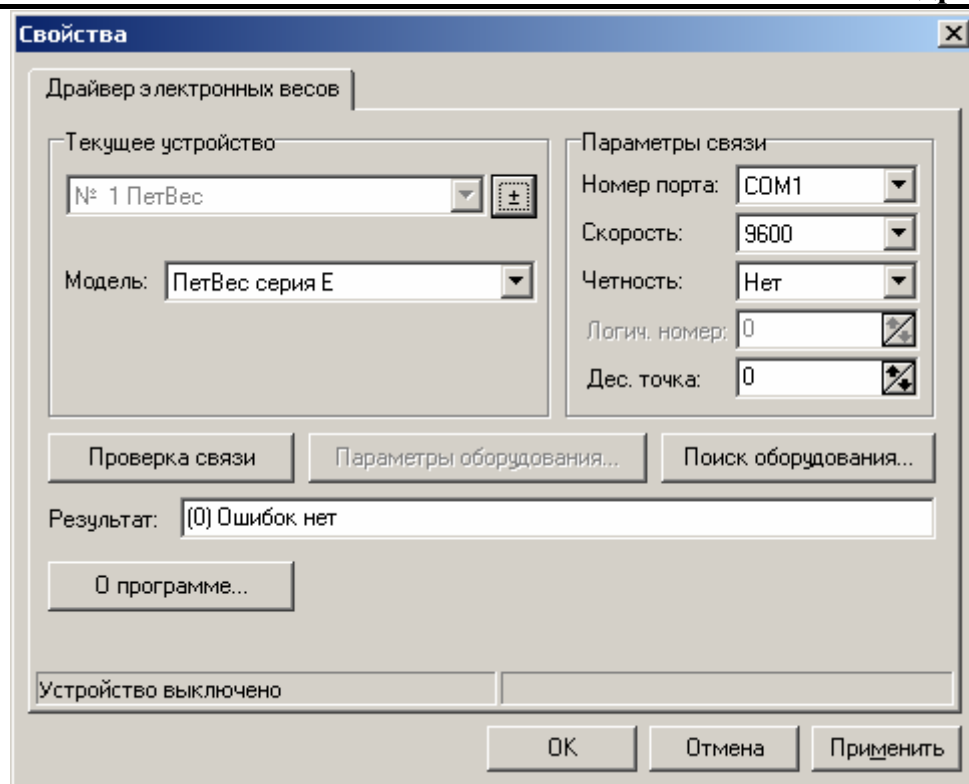 Свойства
Драйвер электронных весов
Текущее устройство
№ 1 ПетВес
±
Модель: ПетВес серия Е
Параметры связи
Номер порта: COM1
Скорость: 9600
Четность: Нет
Логич. номер: 0
Дес. точка: 0
Проверка связи Параметры оборудования... Поиск оборудования...
Результат: (0) Ошибок нет
О программе...
Устройство выключено
OK Отмена Применить